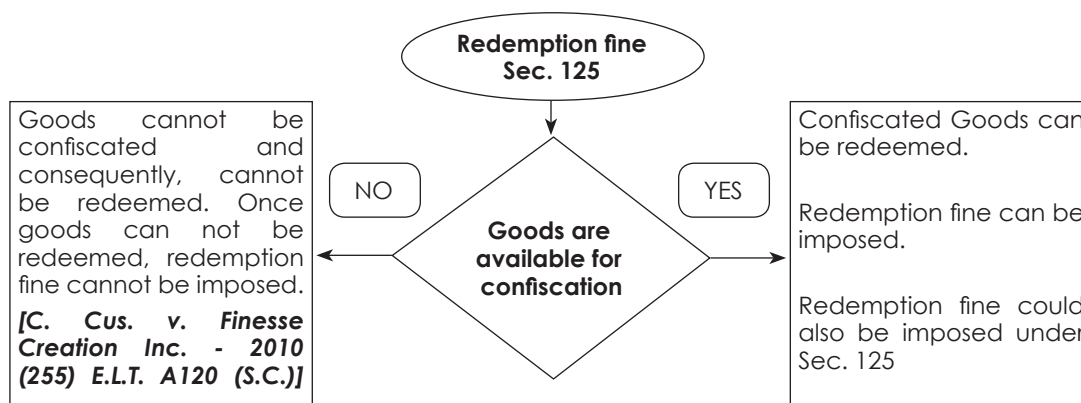 Redemption fine
Sec. 125
Goods cannot be
confiscated and
consequently, cannot
be redeemed. Once
goods can not be
redeemed, redemption
fine cannot be imposed.
[C. Cus. v. Finesse
Creation Inc. - 2010
(255) E.L.T. A120 (S.C.)]
NO
Goods are
available for
confiscation
YES
Confiscated Goods can
be redeemed.
Redemption fine can be
imposed.
Redemption fine could
also be imposed under
Sec. 125